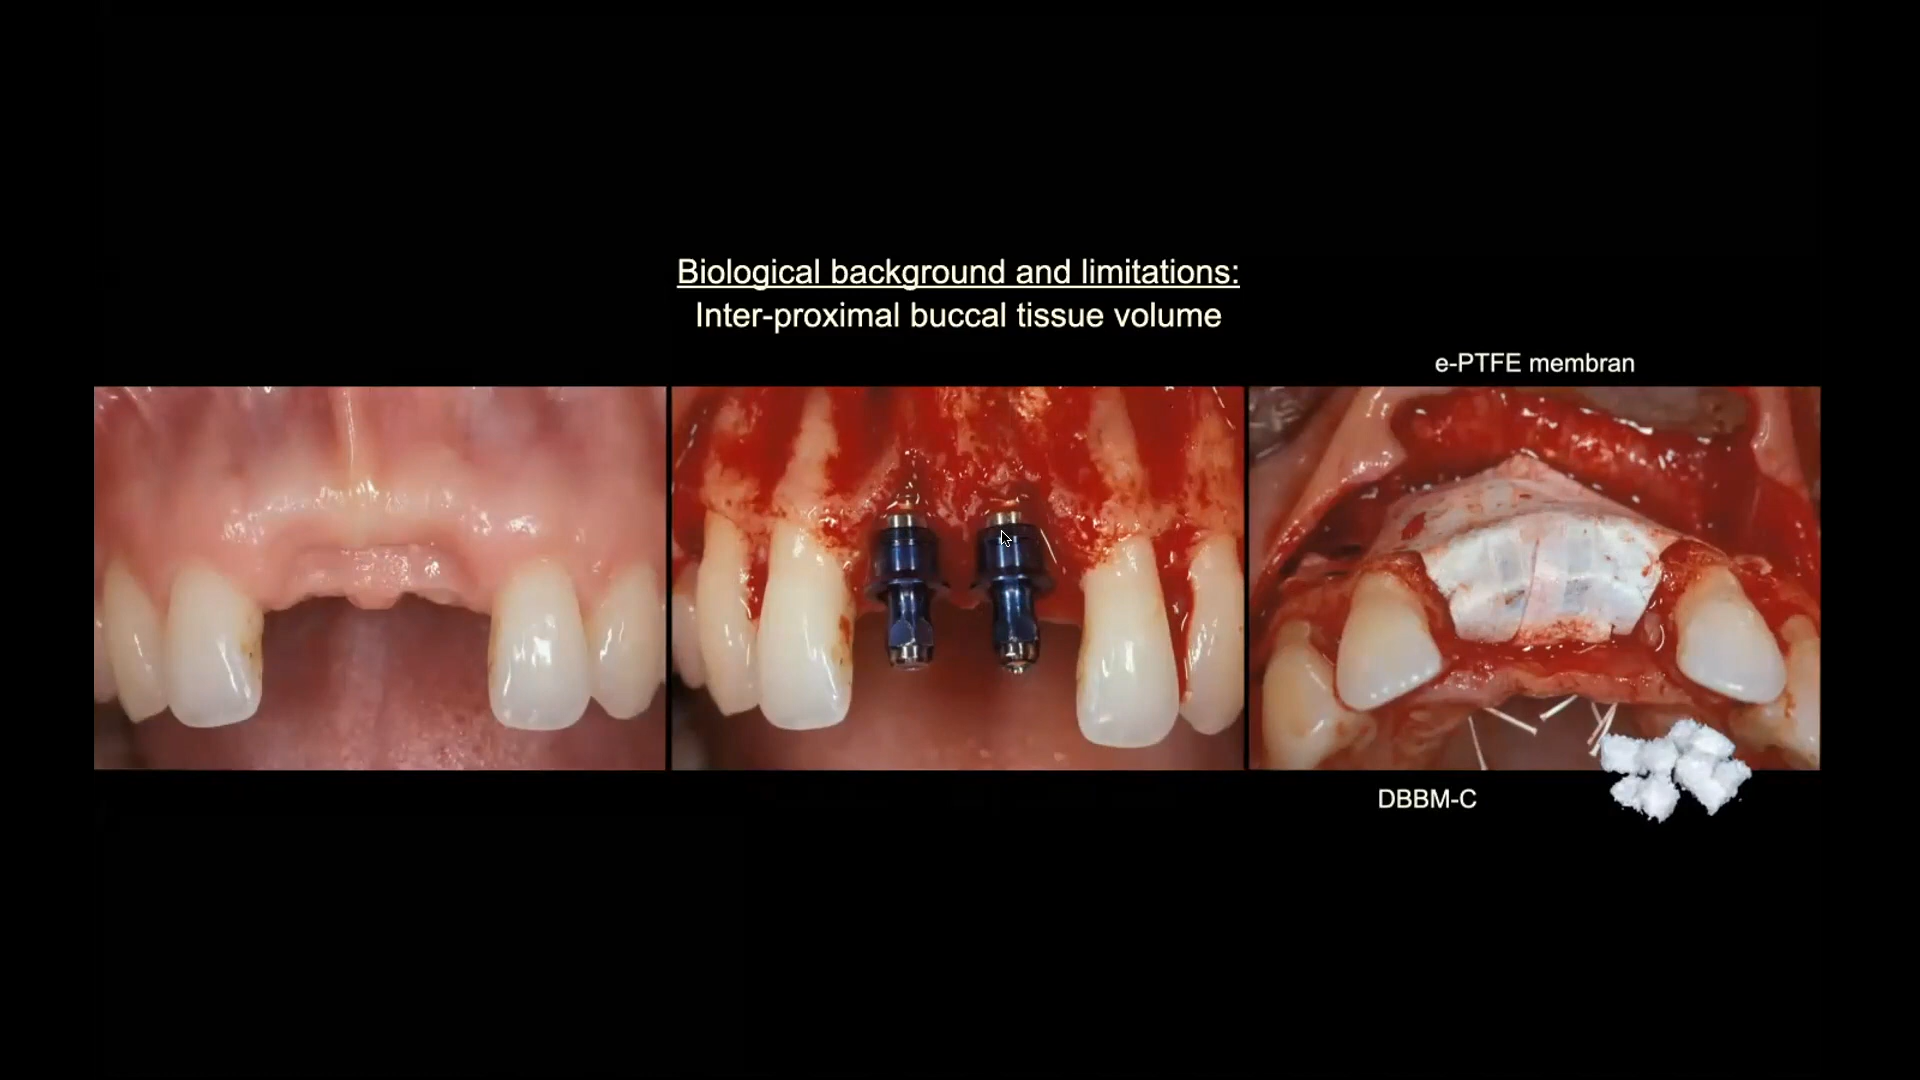 Biological background and limitations:
Inter-proximal buccal tissue volume
e-PTFE membran
DBBM-C